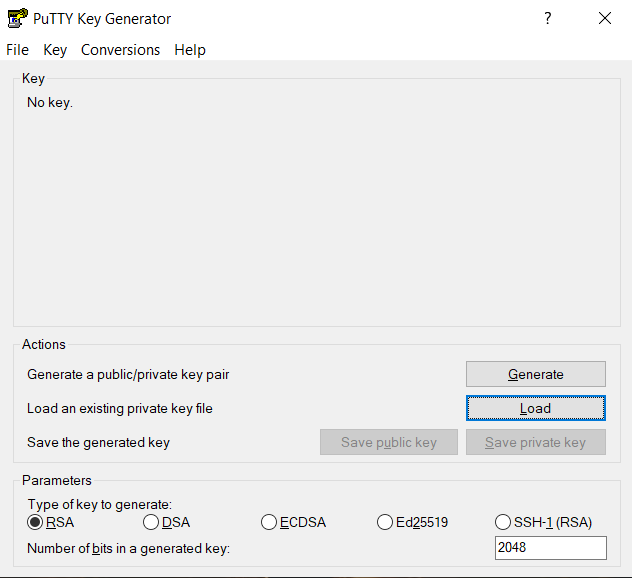 PuTTY Key Generator
File Key Conversions Help
Key
No key.
Actions
Generate a public/private key pair Generate
Load an existing private key file Load
Save the generated key Save public key Save private key
Parameters
Type of key to generate:
RSA DSA ECDSA Ed25519 SSH-1 (RSA)
Number of bits in a generated key: 2048